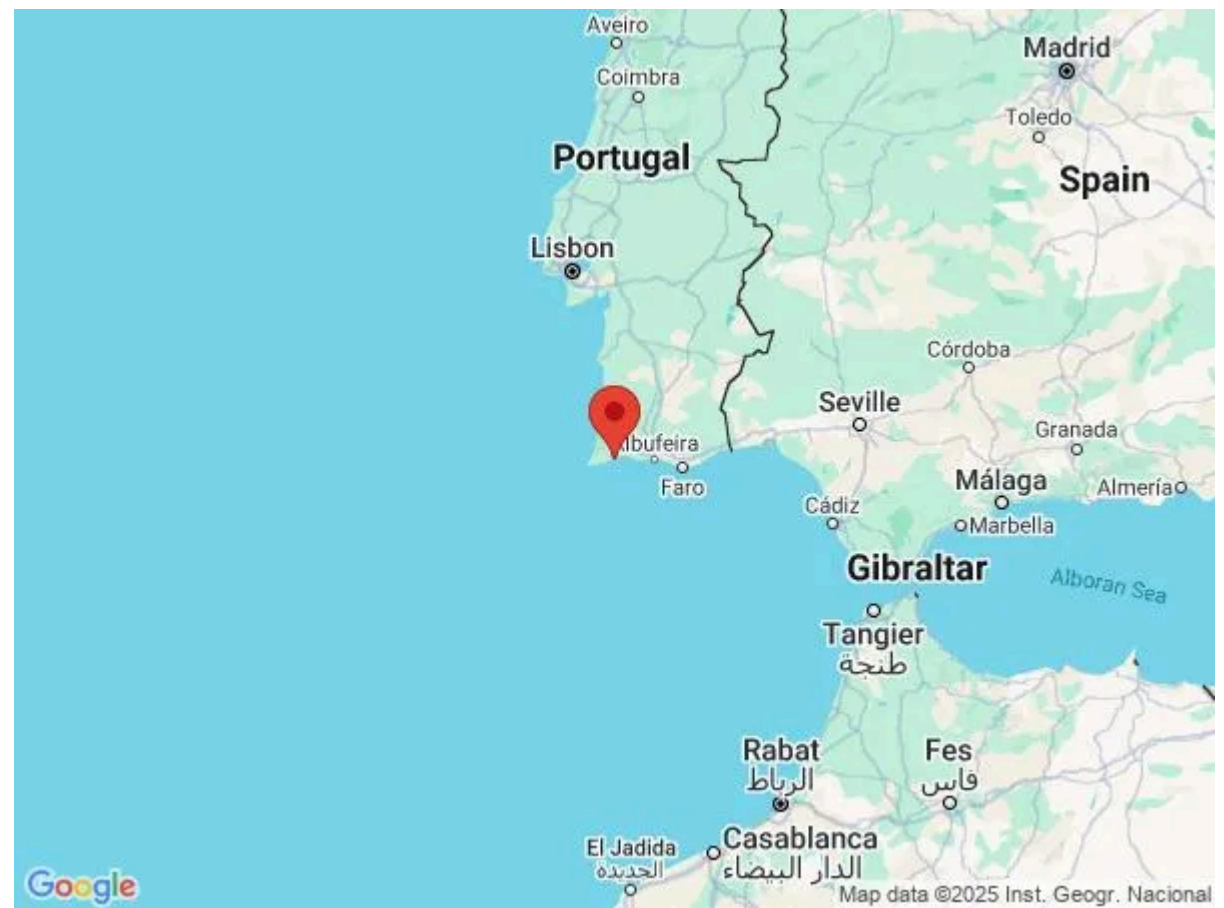 Aveiro
Madrid
Coimbra
Toledo
Portugal
Spain
Lisbon
Córdoba
Seville
Granada
lbufeira
Faro
Málaga
Almería
Cádiz
Marbella
Gibraltar
Alboran Sea
Tangier
طنجة
Rabat
الرباط
Fes
فاس
Casablanca
الدار البيضاء
El Jadida
الجديدة
Google
Map data ©2025 Inst. Geogr. Nacional